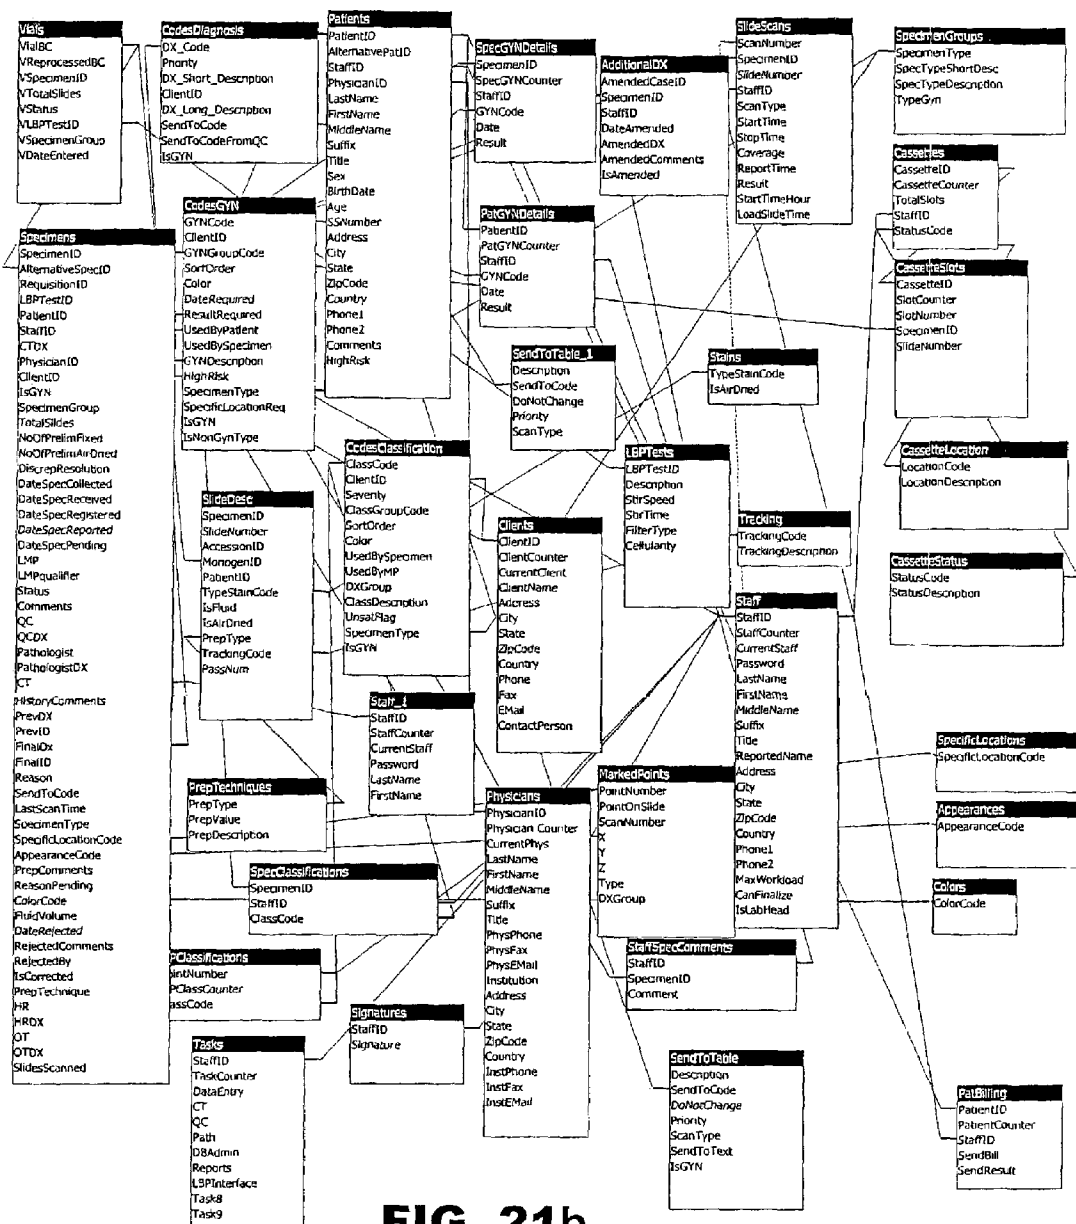 Vials
VialBC
VReprocessedBC
VSpecimenID
VTotalSlides
VStatus
VLBPTestID
VSpecimenGroup
VDateEntered
CodesDiagnosis
DX_Code
Priority
DX_Short_Description
ClientID
DX_Long_Description
SendToCode
SendToCodeFromQC
IsGYN
Patients
PatientID
AlternativePatID
StaffID
PhysicianID
LastName
FirstName
MiddleName
Suffix
Title
Sex
BirthDate
Age
SSNumber
Address
City
State
ZipCode
Country
Phone1
Phone2
Comments
HighRisk
SpecGYNDetails
SpecimenID
SpecGYNCounter
StaffID
GYNCode
Date
Result
AdditionalDX
AmendedCaseID
SpecimenID
StaffID
DateAmended
AmendedDX
AmendedComments
IsAmended
SlideScans
ScanNumber
SpecimenID
SlideNumber
StaffID
ScanType
StartTime
StopTime
Coverage
ReportTime
Result
StartTimeHour
LoadSlideTime
SpecimenGroups
SpecimenType
SpecTypeShortDesc
SpecTypeDescription
TypeGyn
Cassettes
CassetteID
CassetteCounter
TotalSlots
StaffID
StatusCode
CassetteSlots
CassetteID
SlotCounter
SlotNumber
SpecimenID
SlideNumber
CodesGYN
GYNCode
ClientID
GYNGroupCode
SortOrder
Color
DateRequired
ResultRequired
UsedByPatient
UsedBySpecimen
GYNDescription
HighRisk
SpecimenType
SpecificLocationReq
IsGYN
IsNonGynType
PatGYNDetails
PatientID
PatGYNCounter
StaffID
GYNCode
Date
Result
Specimens
SpecimenID
AlternativeSpecID
RequisitionID
LBPTestID
PatientID
StaffID
CTDX
PhysicianID
ClientID
IsGYN
SpecimenGroup
TotalSlides
NoOfPrelimFixed
NoOfPrelimAirDried
DiscrepResolution
DateSpecCollected
DateSpecReceived
DateSpecRegistered
DateSpecReported
DateSpecPending
LMP
LMPqualifier
Status
Comments
QC
QCDX
Pathologist
PathologistDX
CT
HistoryComments
PrevDX
PrevID
FinalDx
FinalID
Reason
SendToCode
LastScanTime
SpecimenType
SpecificLocationCode
AppearanceCode
PrepComments
ReasonPending
ColorCode
FluidVolume
DateRejected
RejectedComments
RejectedBy
IsCorrected
PrepTechnique
HR
HRDX
OT
OTDX
SlidesScanned
SendToTable_1
Description
SendToCode
DoNotChange
Priority
ScanType
Stains
TypeStainCode
IsAirDried
CodesClassification
ClassCode
ClientID
Severity
ClassGroupCode
SortOrder
Color
UsedBySpecimen
UsedByMP
DXGroup
ClassDescription
UnsatFlag
SpecimenType
IsGYN
LBPTests
LBPTestID
Description
StirSpeed
StirTime
FilterType
Cellularity
CassetteLocation
LocationCode
LocationDescription
SlideDesc
SpecimenID
SlideNumber
AccessionID
MonogenID
PatientID
TypeStainCode
IsFluid
IsAirDried
PrepType
TrackingCode
PassNum
Clients
ClientID
ClientCounter
CurrentClient
ClientName
Address
City
State
ZipCode
Country
Phone
Fax
EMail
ContactPerson
Tracking
TrackingCode
TrackingDescription
CassetteStatus
StatusCode
StatusDescription
Staff
StaffID
StaffCounter
CurrentStaff
Password
LastName
FirstName
MiddleName
Suffix
Title
ReportedName
Address
City
State
ZipCode
Country
Phone1
Phone2
MaxWorkload
CanFinalize
IsLabHead
Staff_1
StaffID
StaffCounter
CurrentStaff
Password
LastName
FirstName
SpecificLocations
SpecificLocationCode
PrepTechniques
PrepType
PrepValue
PrepDescription
Physicians
PhysicianID
Physician Counter
CurrentPhys
LastName
FirstName
MiddleName
Suffix
Title
PhysPhone
PhysFax
PhysEMail
Institution
Address
City
State
ZipCode
Country
InstPhone
InstFax
InstEMail
MarkedPoints
PointNumber
PointOnSlide
ScanNumber
X
Y
Z
Type
DXGroup
Appearances
AppearanceCode
SpecClassifications
SpecimenID
StaffID
ClassCode
Colors
ColorCode
PClassifications
ointNumber
PClassCounter
assCode
StaffSpecComments
StaffID
SpecimenID
Comment
Signatures
StaffID
Signature
Tasks
StaffID
TaskCounter
DataEntry
CT
QC
Path
DBAdmin
Reports
LBPInterface
Task8
Task9
SendToTable
Description
SendToCode
DoNotChange
Priority
ScanType
SendToText
IsGYN
PatBilling
PatientID
PatientCounter
StaffID
SendBill
SendResult
FIG. 21b